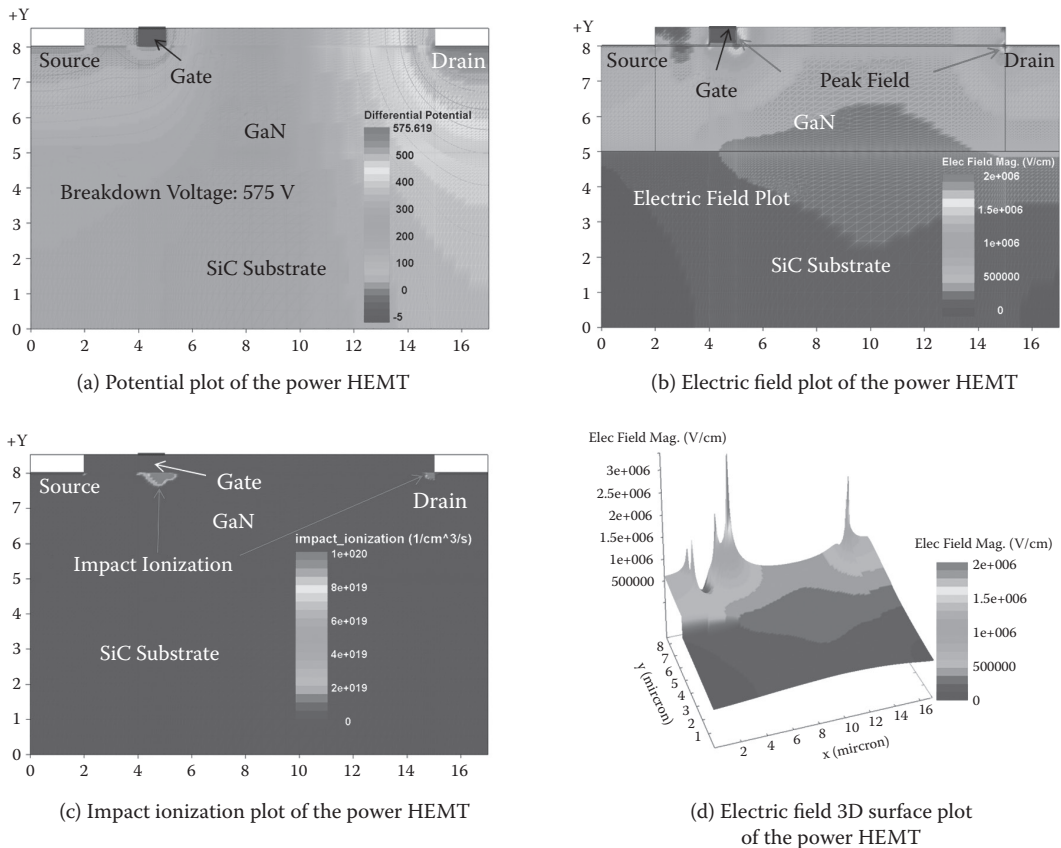 +Y
8
7
6
5
4
3
2
1
0
0 2 4 6 8 10 12 14 16
Source
Gate
Drain
GaN
Differential Potential
575.619
500
400
300
200
100
0
-5
Breakdown Voltage: 575 V
SiC Substrate
(a) Potential plot of the power HEMT
+Y
8
7
6
5
4
3
2
1
0
0 2 4 6 8 10 12 14 16
Source
Gate
Peak Field
Drain
GaN
Elec Field Mag. (V/cm)
2e+006
1.5e+006
1e+006
500000
0
Electric Field Plot
SiC Substrate
(b) Electric field plot of the power HEMT
+Y
8
7
6
5
4
3
2
1
0
0 2 4 6 8 10 12 14 16
Source
Gate
Drain
GaN
Impact Ionization
impact_ionization (1/cm^3/s)
1e+020
8e+019
6e+019
4e+019
2e+019
0
SiC Substrate
(c) Impact ionization plot of the power HEMT
Elec Field Mag. (V/cm)
3e+006
2.5e+006
2e+006
1.5e+006
1e+006
500000
8
7
6
5
4
3
2
1
y (mircron)
2 4 6 8 10 12 14 16
x (mircron)
Elec Field Mag. (V/cm)
2e+006
1.5e+006
1e+006
500000
0
(d) Electric field 3D surface plot
of the power HEMT